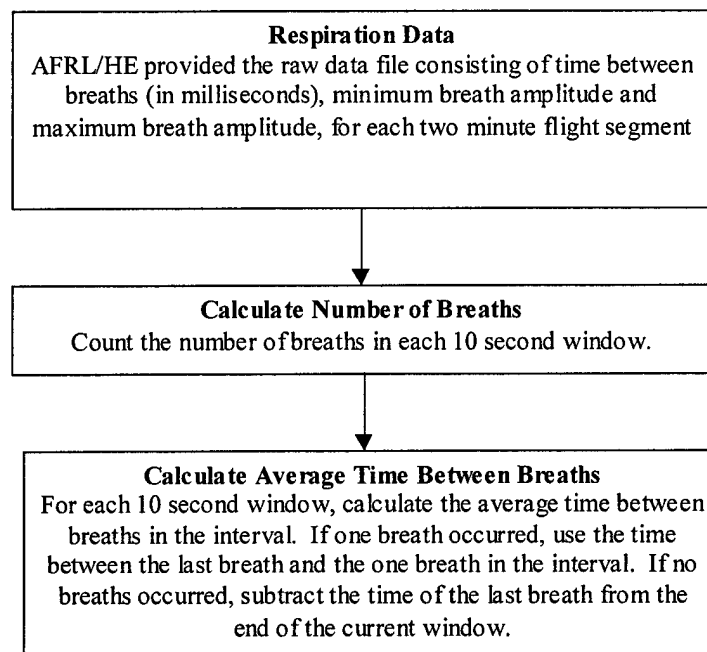 Respiration Data
AFRL/HE provided the raw data file consisting of time between
breaths (in milliseconds), minimum breath amplitude and
maximum breath amplitude, for each two minute flight segment
Calculate Number of Breaths
Count the number of breaths in each 10 second window.
Calculate Average Time Between Breaths
For each 10 second window, calculate the average time between
breaths in the interval. If one breath occurred, use the time
between the last breath and the one breath in the interval. If no
breaths occurred, subtract the time of the last breath from the
end of the current window.